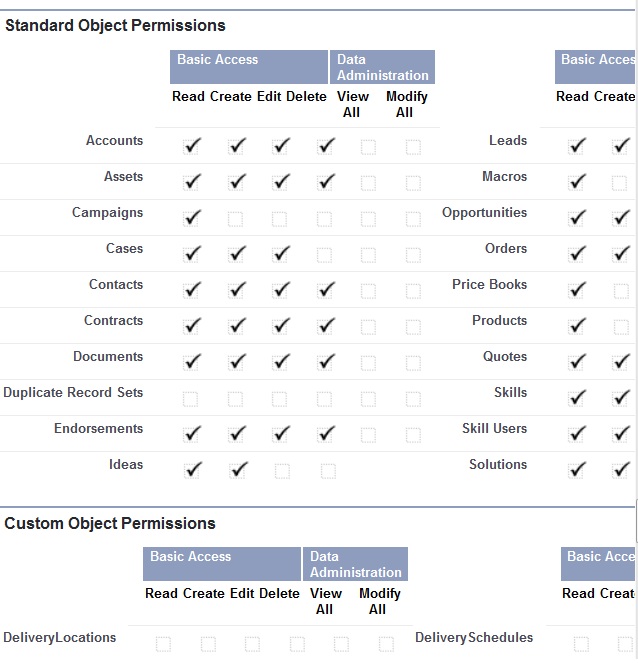 Standard Object Permissions
Basic Access Data Administration Basic Acces
Read Create Edit Delete View All Modify All Read Create
Accounts Leads
Assets Macros
Campaigns Opportunities
Cases Orders
Contacts Price Books
Contracts Products
Documents Quotes
Duplicate Record Sets Skills
Endorsements Skill Users
Ideas Solutions
Custom Object Permissions
Basic Access Data Administration Basic Acce
Read Create Edit Delete View All Modify All Read Creat
DeliveryLocations DeliverySchedules